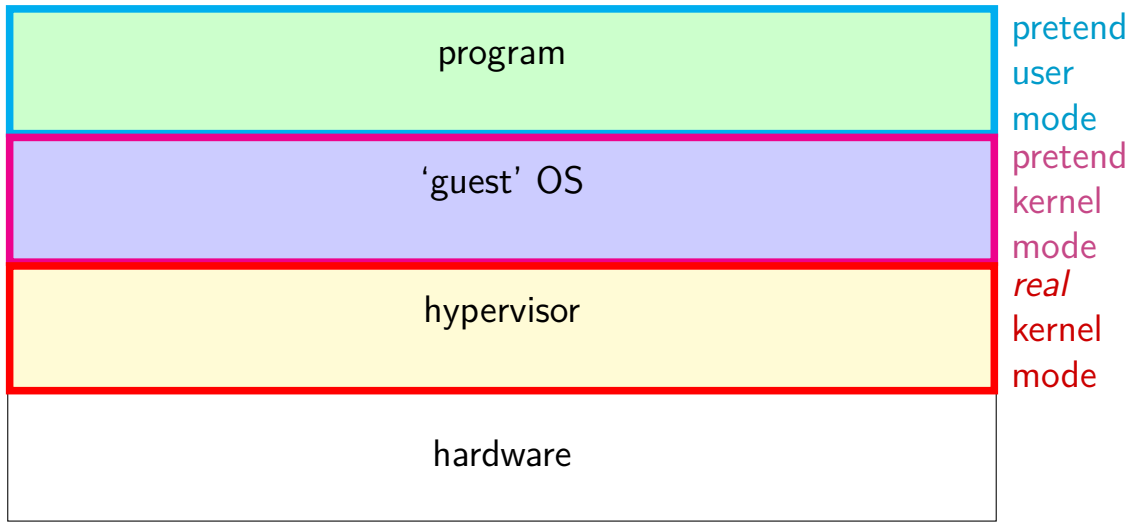 program
pretend
user
mode
‘guest’ OS
pretend
kernel
mode
hypervisor
real
kernel
mode
hardware